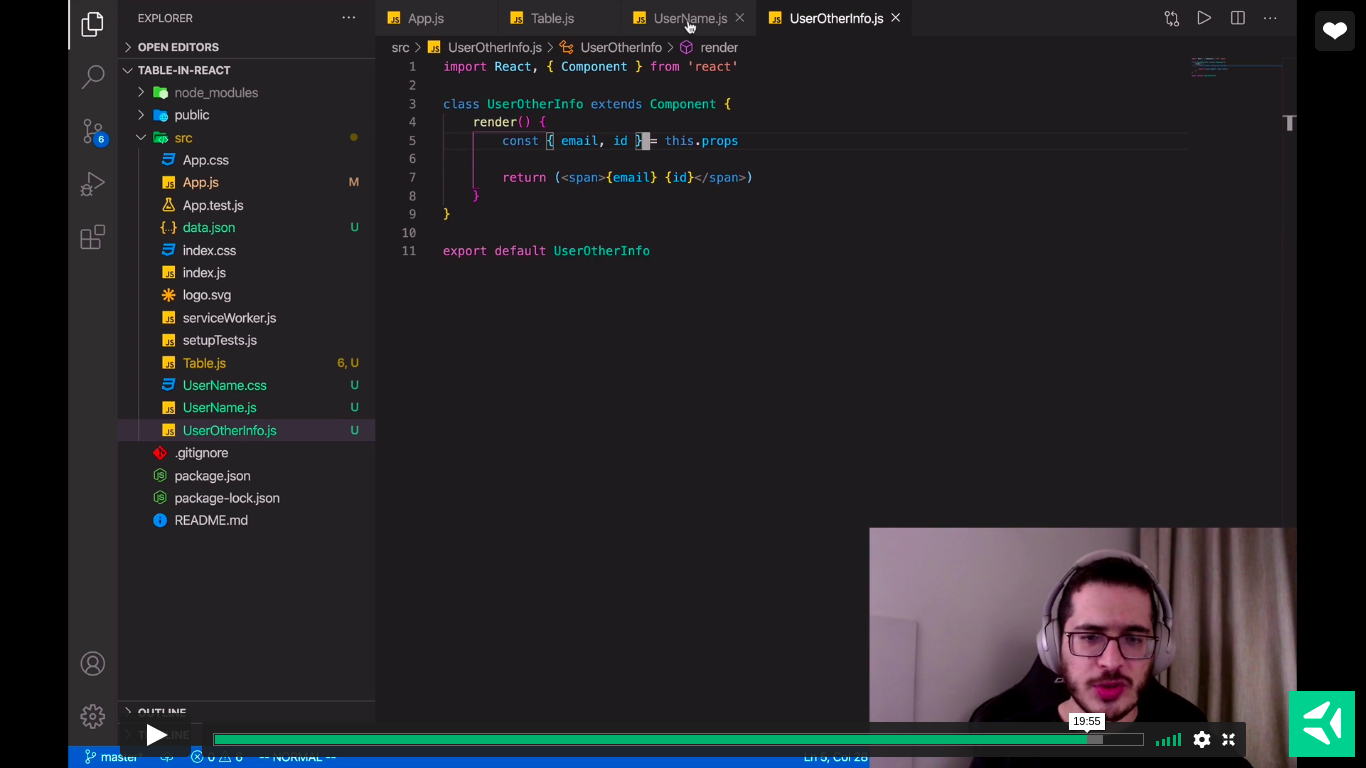 EXPLORER
OPEN EDITORS
TABLE-IN-REACT
node_modules
public
src
App.css
App.js M
App.test.js
data.json U
index.css
index.js
logo.svg
serviceWorker.js
setupTests.js
Table.js 6, U
UserName.css U
UserName.js U
UserOtherInfo.js U
.gitignore
package.json
package-lock.json
README.md
OUTLINE
6
App.js Table.js UserName.js UserOtherInfo.js
src > UserOtherInfo.js > UserOtherInfo > render
1 import React, { Component } from 'react'
2
3 class UserOtherInfo extends Component {
4 render() {
5 const { email, id } = this.props
6
7 return (<span>{email} {id}</span>)
8 }
9 }
10
11 export default UserOtherInfo
19:55
master
-- NORMAL --
Ln 5, Col 28